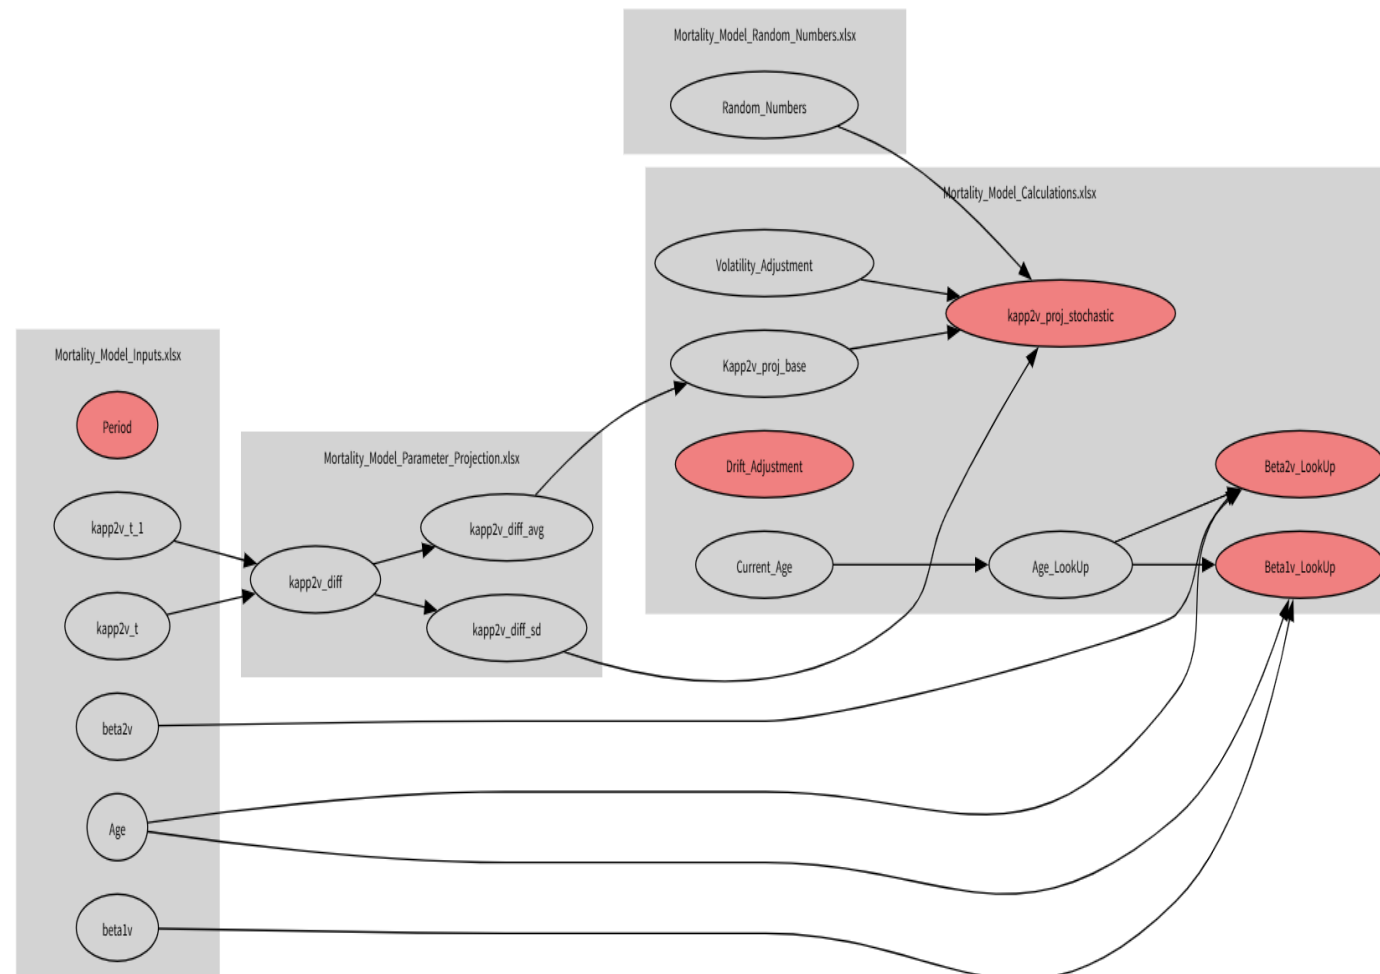 Mortality_Model_Random_Numbers.xlsx
Random_Numbers
Mortality_Model_Calculations.xlsx
Volatility_Adjustment
kapp2v_proj_stochastic
Kapp2v_proj_base
Drift_Adjustment
Beta2v_LookUp
Current_Age
Age_LookUp
Beta1v_LookUp
Mortality_Model_Inputs.xlsx
Period
kapp2v_t_1
kapp2v_t
beta2v
Age
beta1v
Mortality_Model_Parameter_Projection.xlsx
kapp2v_diff_avg
kapp2v_diff
kapp2v_diff_sd